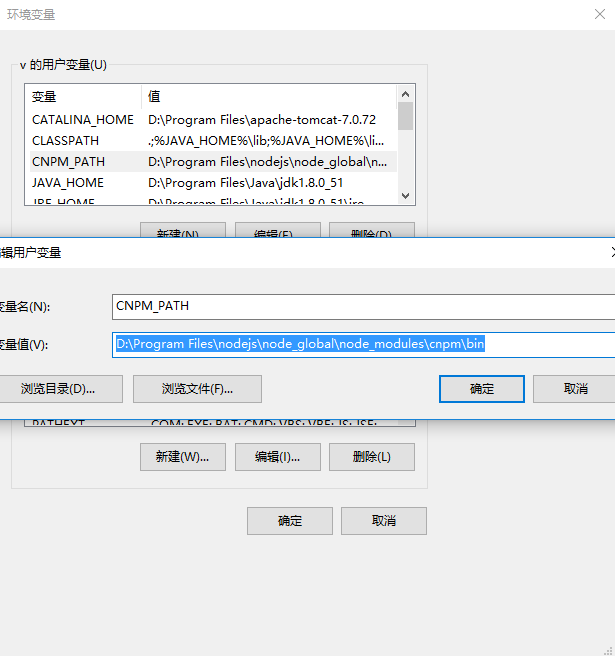 环境变量
v 的用户变量(U)
变量 值
CATALINA_HOME D:\Program Files\apache-tomcat-7.0.72
CLASSPATH .;%JAVA_HOME%\lib;%JAVA_HOME%\li...
CNPM_PATH D:\Program Files\nodejs\node_global\n...
JAVA_HOME D:\Program Files\Java\jdk1.8.0_51
JRE_HOME D:\Program Files\Java\jdk1.8.0_51\jre
新建(N)... 编辑(E)... 删除(D)
编辑用户变量
变量名(N): CNPM_PATH
变量值(V): D:\Program Files\nodejs\node_global\node_modules\cnpm\bin
浏览目录(D)... 浏览文件(F)... 确定 取消
PATHEXT .COM;.EXE;.BAT;.CMD;.VBS;.VBE;.JS;.JSE;
新建(W)... 编辑(I)... 删除(L)
确定 取消